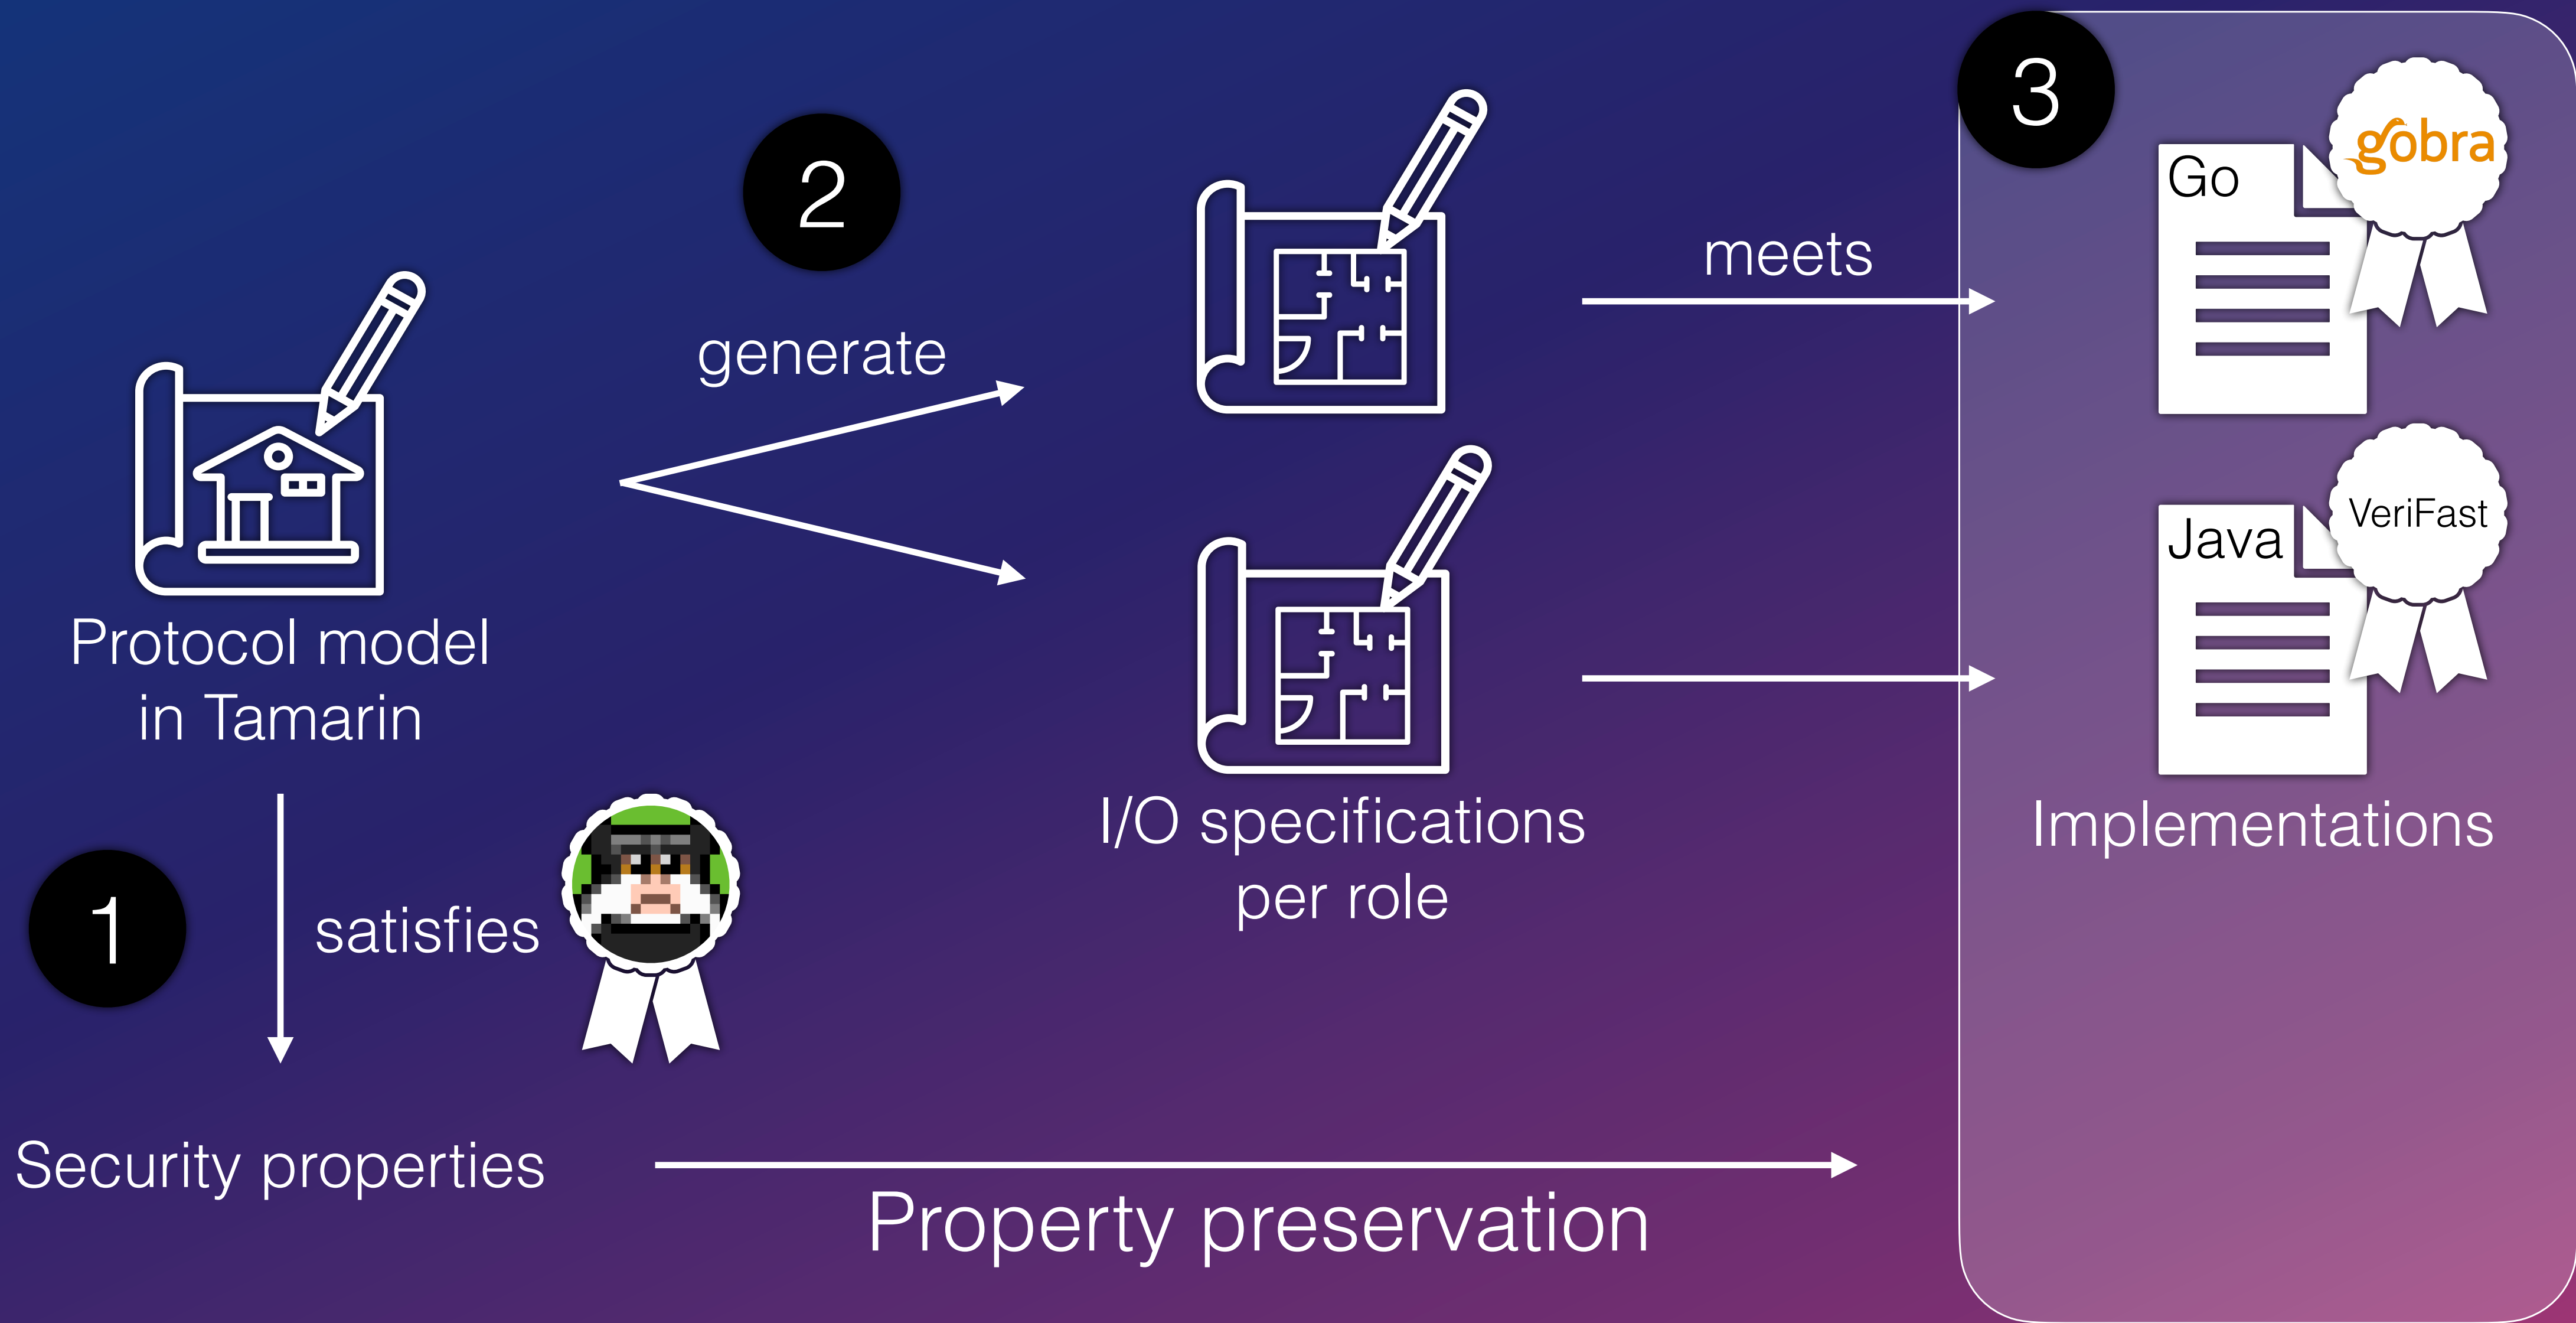 3
gobra
Go
2
meets
generate
VeriFast
Java
Protocol model
in Tamarin
I/O specifications
per role
Implementations
1
satisfies
Security properties
Property preservation